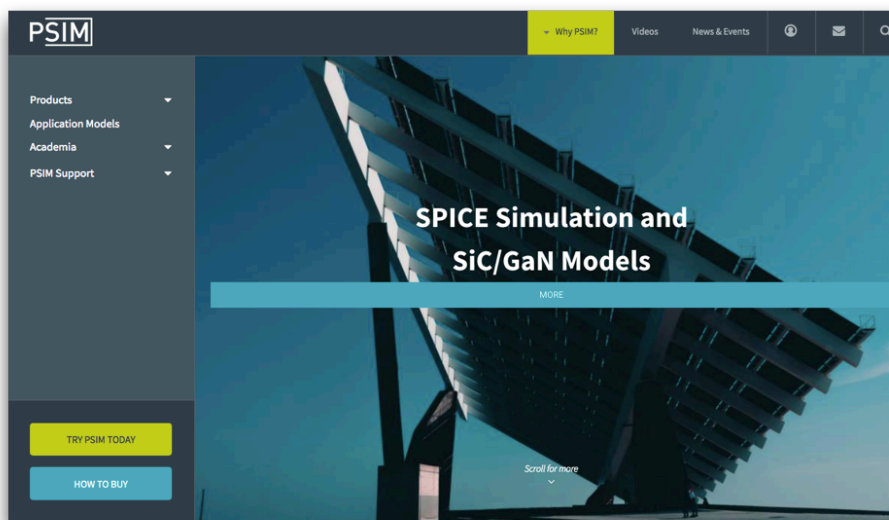 PSIM
Why PSIM?
Videos
News & Events
Products
Application Models
Academia
PSIM Support
SPICE Simulation and
SiC/GaN Models
MORE
TRY PSIM TODAY
HOW TO BUY
Scroll for more